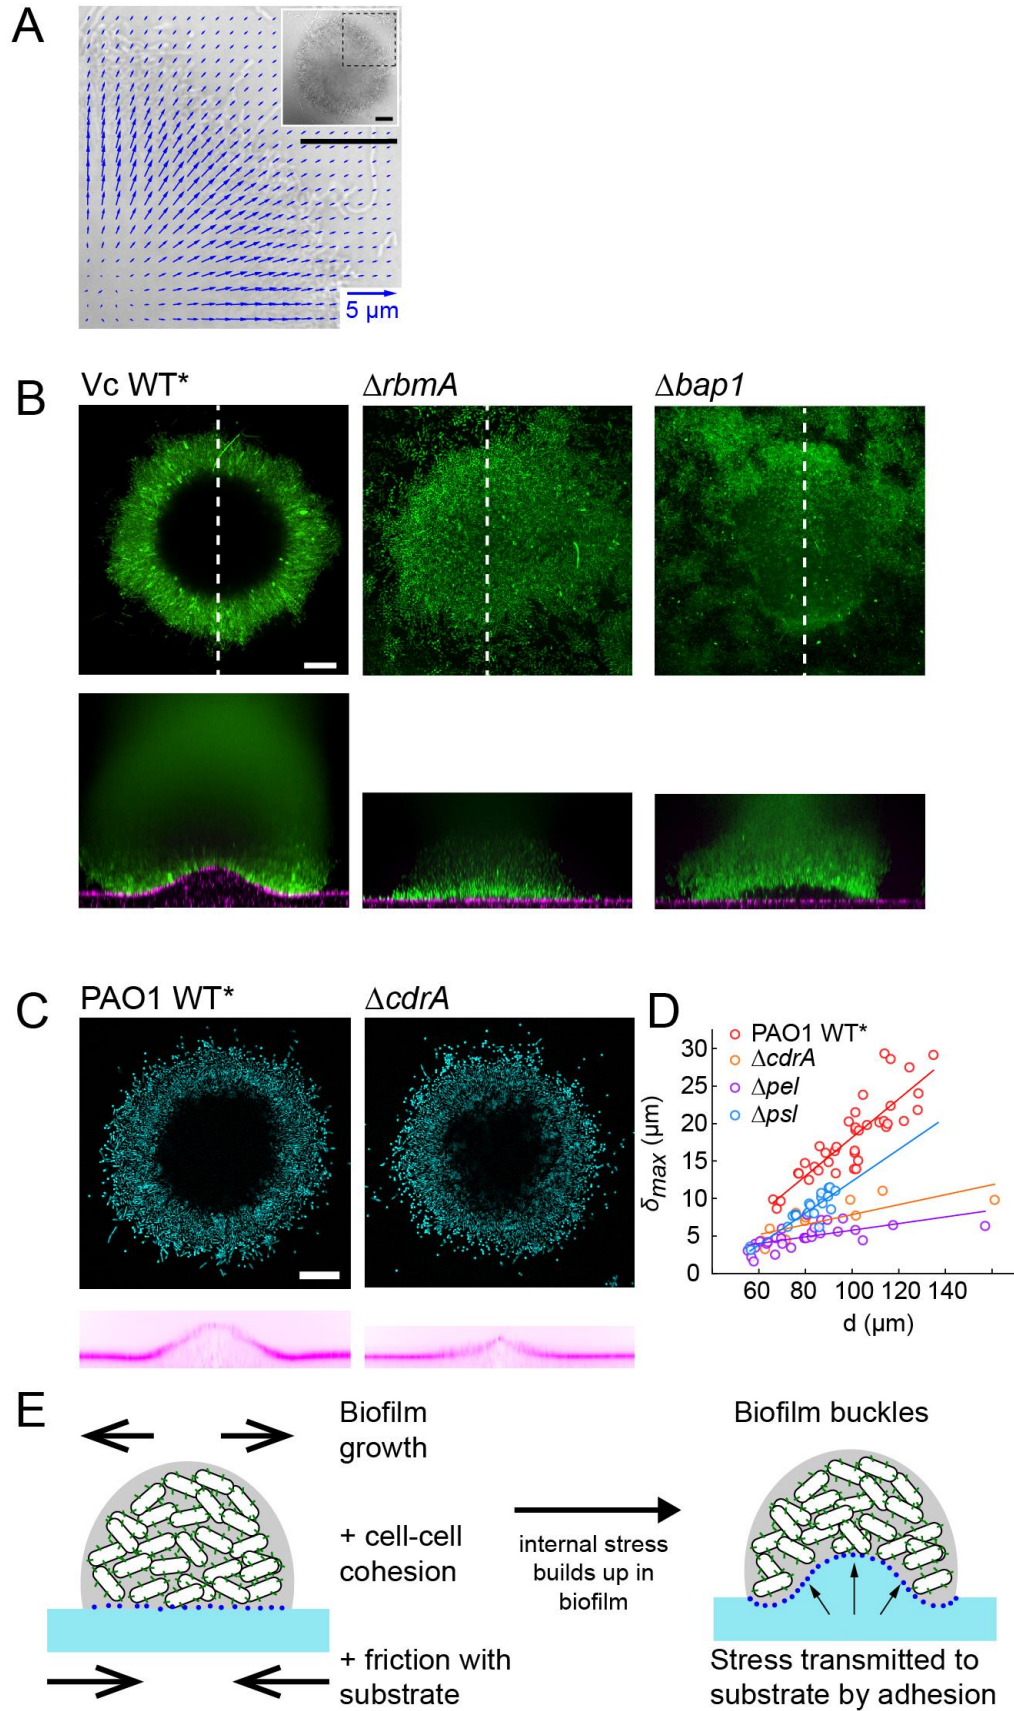 A
5 µm
B
Vc WT*
ΔrbmA
Δbap1
C
PAO1 WT*
ΔcdrA
D
PAO1 WT*
ΔcdrA
Δpel
Δpsl
30
25
20
15
10
5
0
δmax (µm)
60 80 100 120 140
d (µm)
E
Biofilm
growth
+ cell-cell
cohesion
+ friction with
substrate
internal stress
builds up in
biofilm
Biofilm buckles
Stress transmitted to
substrate by adhesion